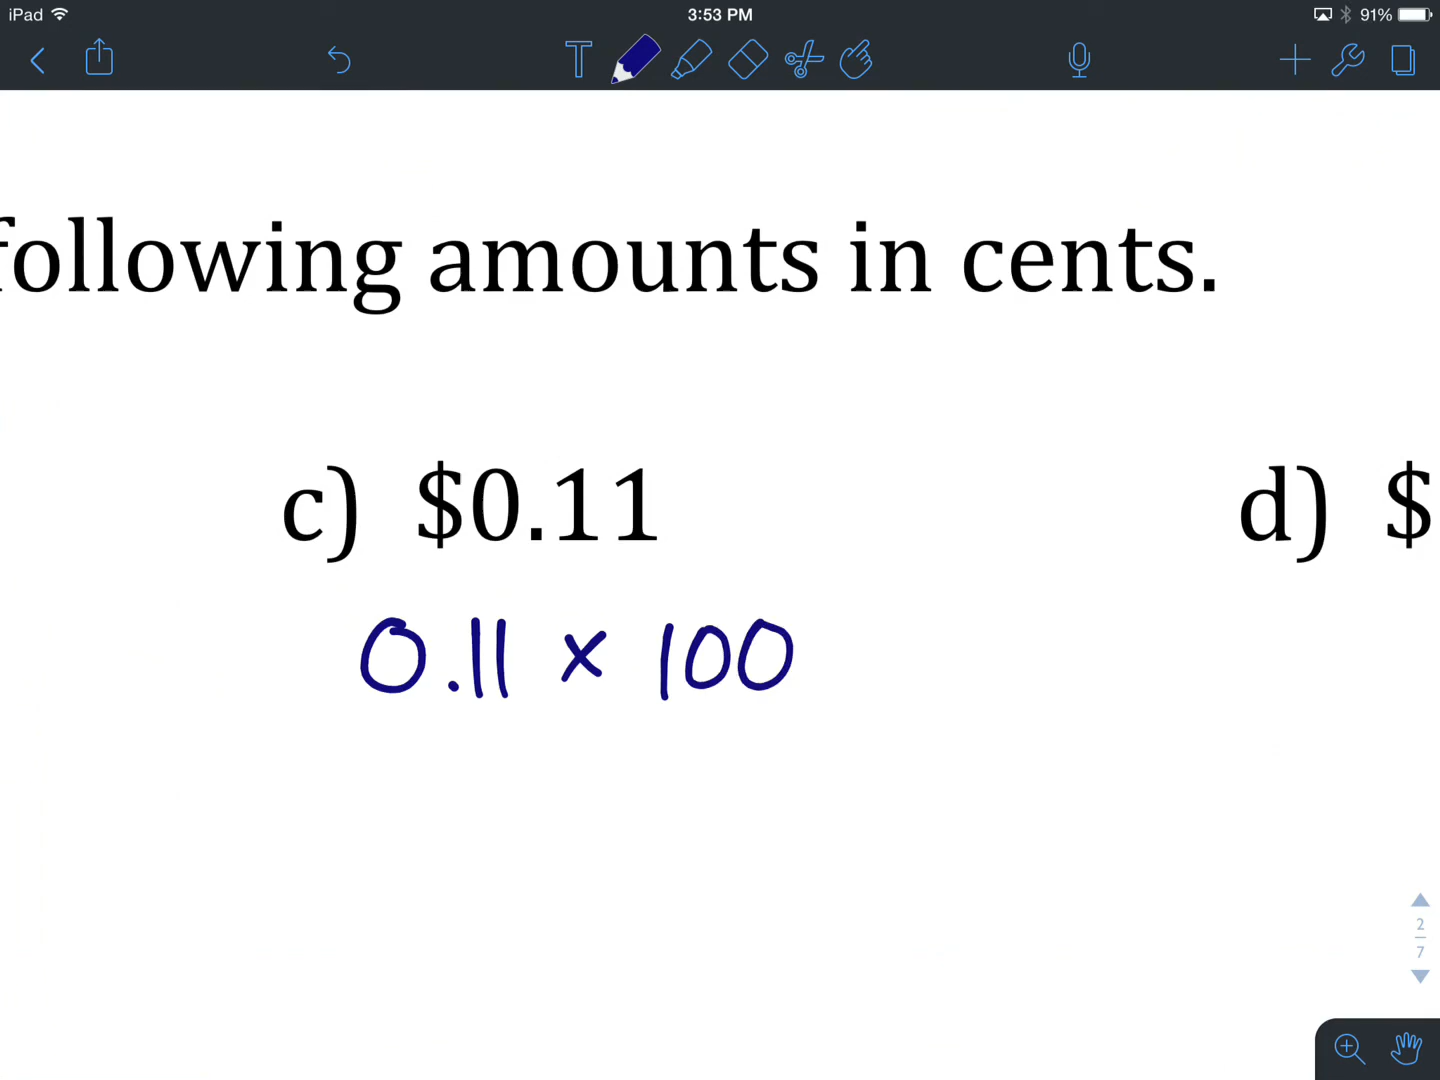 iPad 3:53 PM 91%
T
following amounts in cents.
c) $0.11 d) $
0.11 × 100
2
7